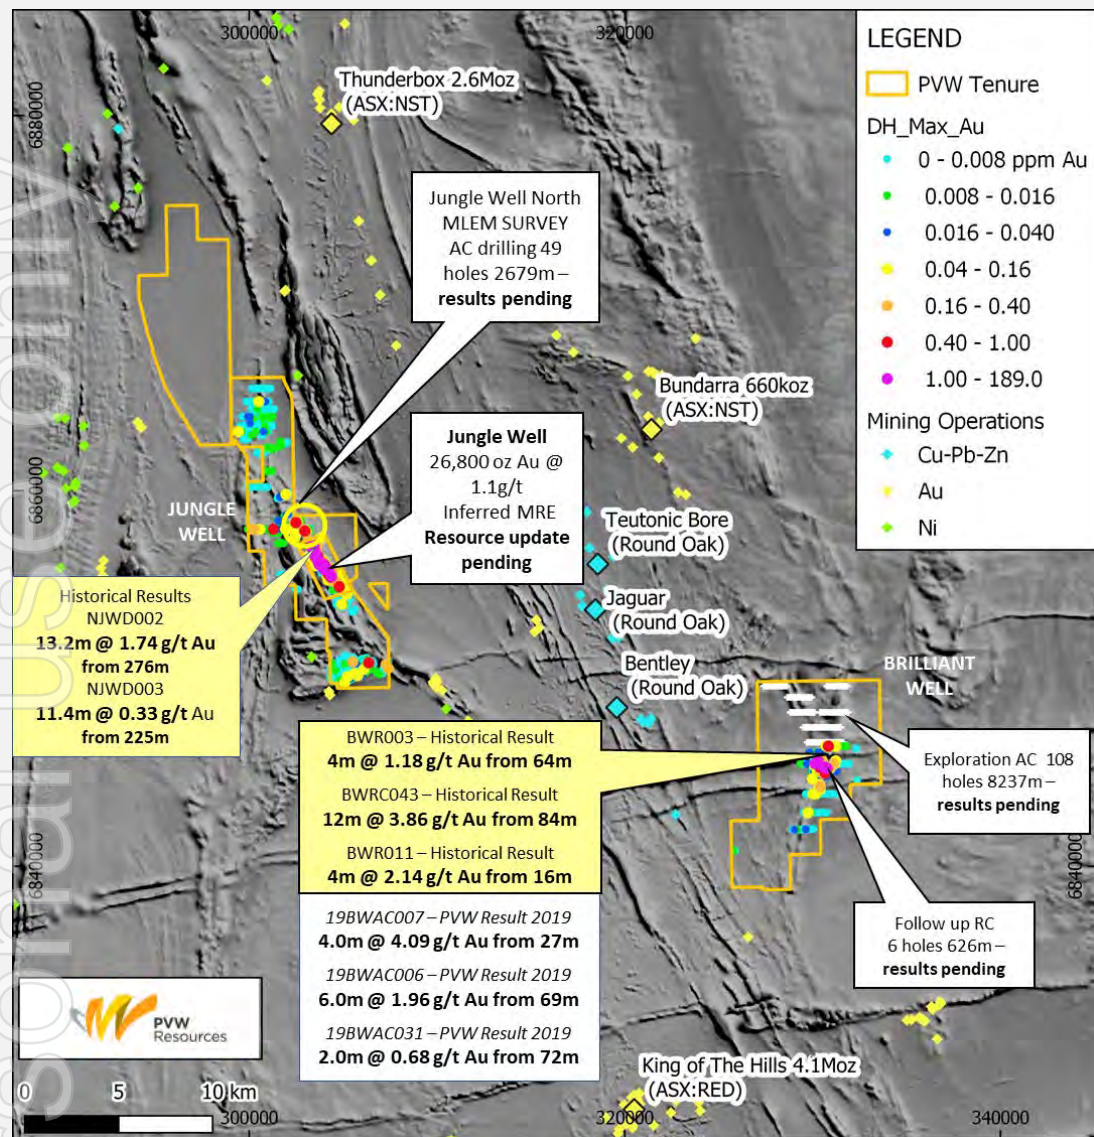 300000
320000
6880000
6860000
6840000
6840000
Thunderbox 2.6Moz
(ASX:NST)
LEGEND
PVW Tenure
DH_Max_Au
0 - 0.008 ppm Au
0.008 - 0.016
0.016 - 0.040
0.04 - 0.16
0.16 - 0.40
0.40 - 1.00
1.00 - 189.0
Mining Operations
Cu-Pb-Zn
Au
Ni
Jungle Well North
MLEM SURVEY
AC drilling 49
holes 2679m –
results pending
Bundarra 660koz
(ASX:NST)
Jungle Well
26,800 oz Au @
1.1g/t
Inferred MRE
Resource update
pending
JUNGLE
WELL
Teutonic Bore
(Round Oak)
Jaguar
(Round Oak)
Bentley
(Round Oak)
Historical Results
NJWD002
13.2m @ 1.74 g/t Au
from 276m
NJWD003
11.4m @ 0.33 g/t Au
from 225m
BRILLIANT
WELL
BWR003 – Historical Result
4m @ 1.18 g/t Au from 64m
BWRC043 – Historical Result
12m @ 3.86 g/t Au from 84m
BWR011 – Historical Result
4m @ 2.14 g/t Au from 16m
19BWAC007 – PVW Result 2019
4.0m @ 4.09 g/t Au from 27m
19BWAC006 – PVW Result 2019
6.0m @ 1.96 g/t Au from 69m
19BWAC031 – PVW Result 2019
2.0m @ 0.68 g/t Au from 72m
Exploration AC 108
holes 8237m –
results pending
Follow up RC
6 holes 626m –
results pending
PVW
Resources
King of The Hills 4.1Moz
(ASX:RED)
0 5 10 km
300000
320000
340000
sonal use only